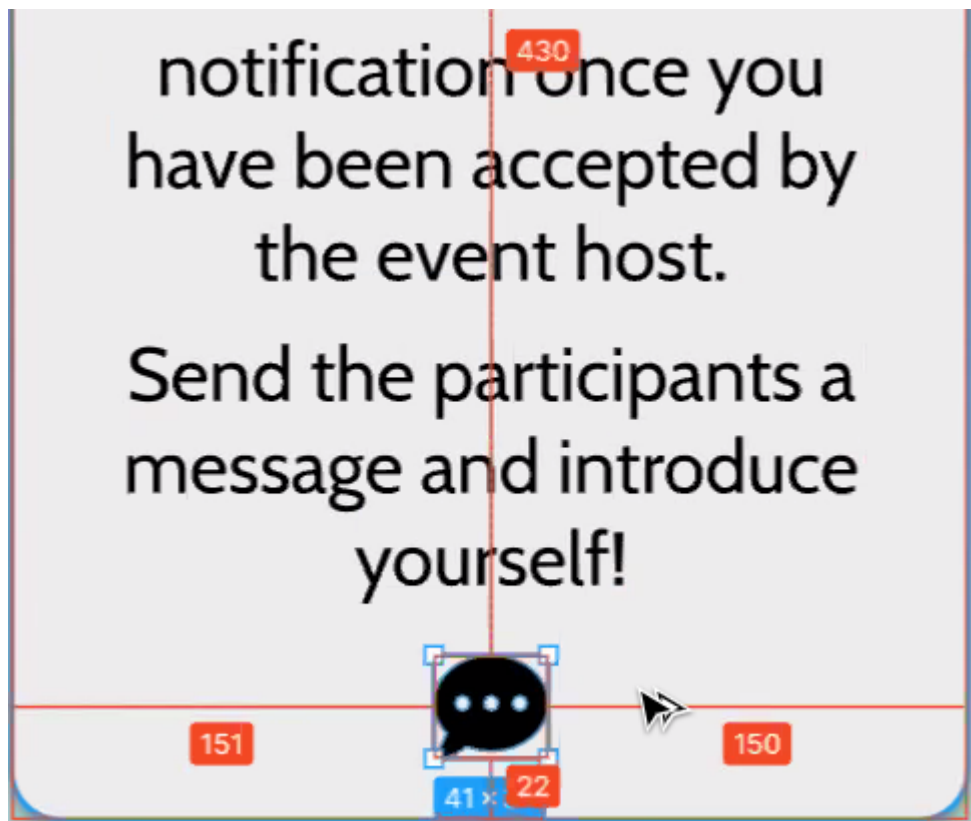 430
notification once you
have been accepted by
the event host.
Send the participants a
message and introduce
yourself!
151
150
22
41 ×